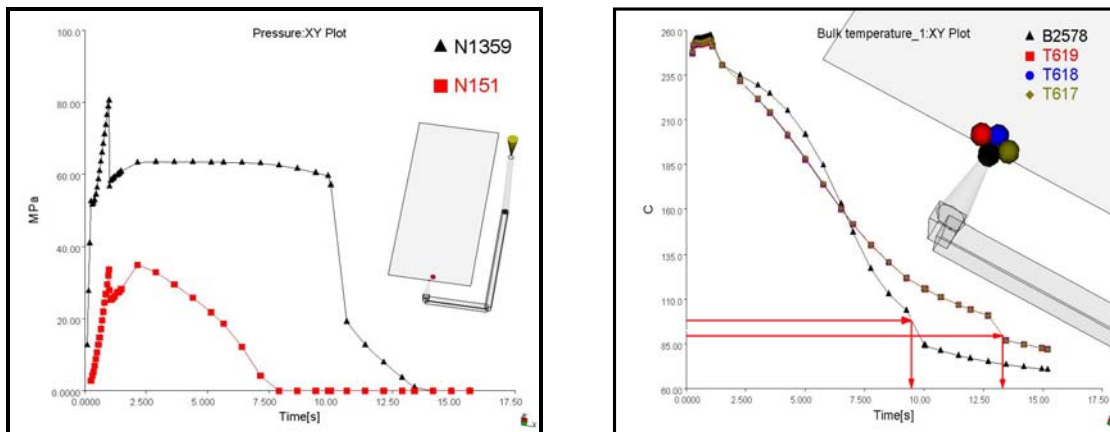 Pressure:XY Plot
100.0
80.00
60.00
40.00
20.00
0.0000
MPa
N1359
N151
0.0000 2.500 5.000 7.500 10.00 12.50 15.00 17.50
Time[s]
Bulk temperature_1:XY Plot
260.0
235.0
210.0
185.0
160.0
135.0
110.0
85.00
60.00
C
B2578
T619
T618
T617
0.0000 2.500 5.000 7.500 10.00 12.50 15.00 17.50
Time[s]